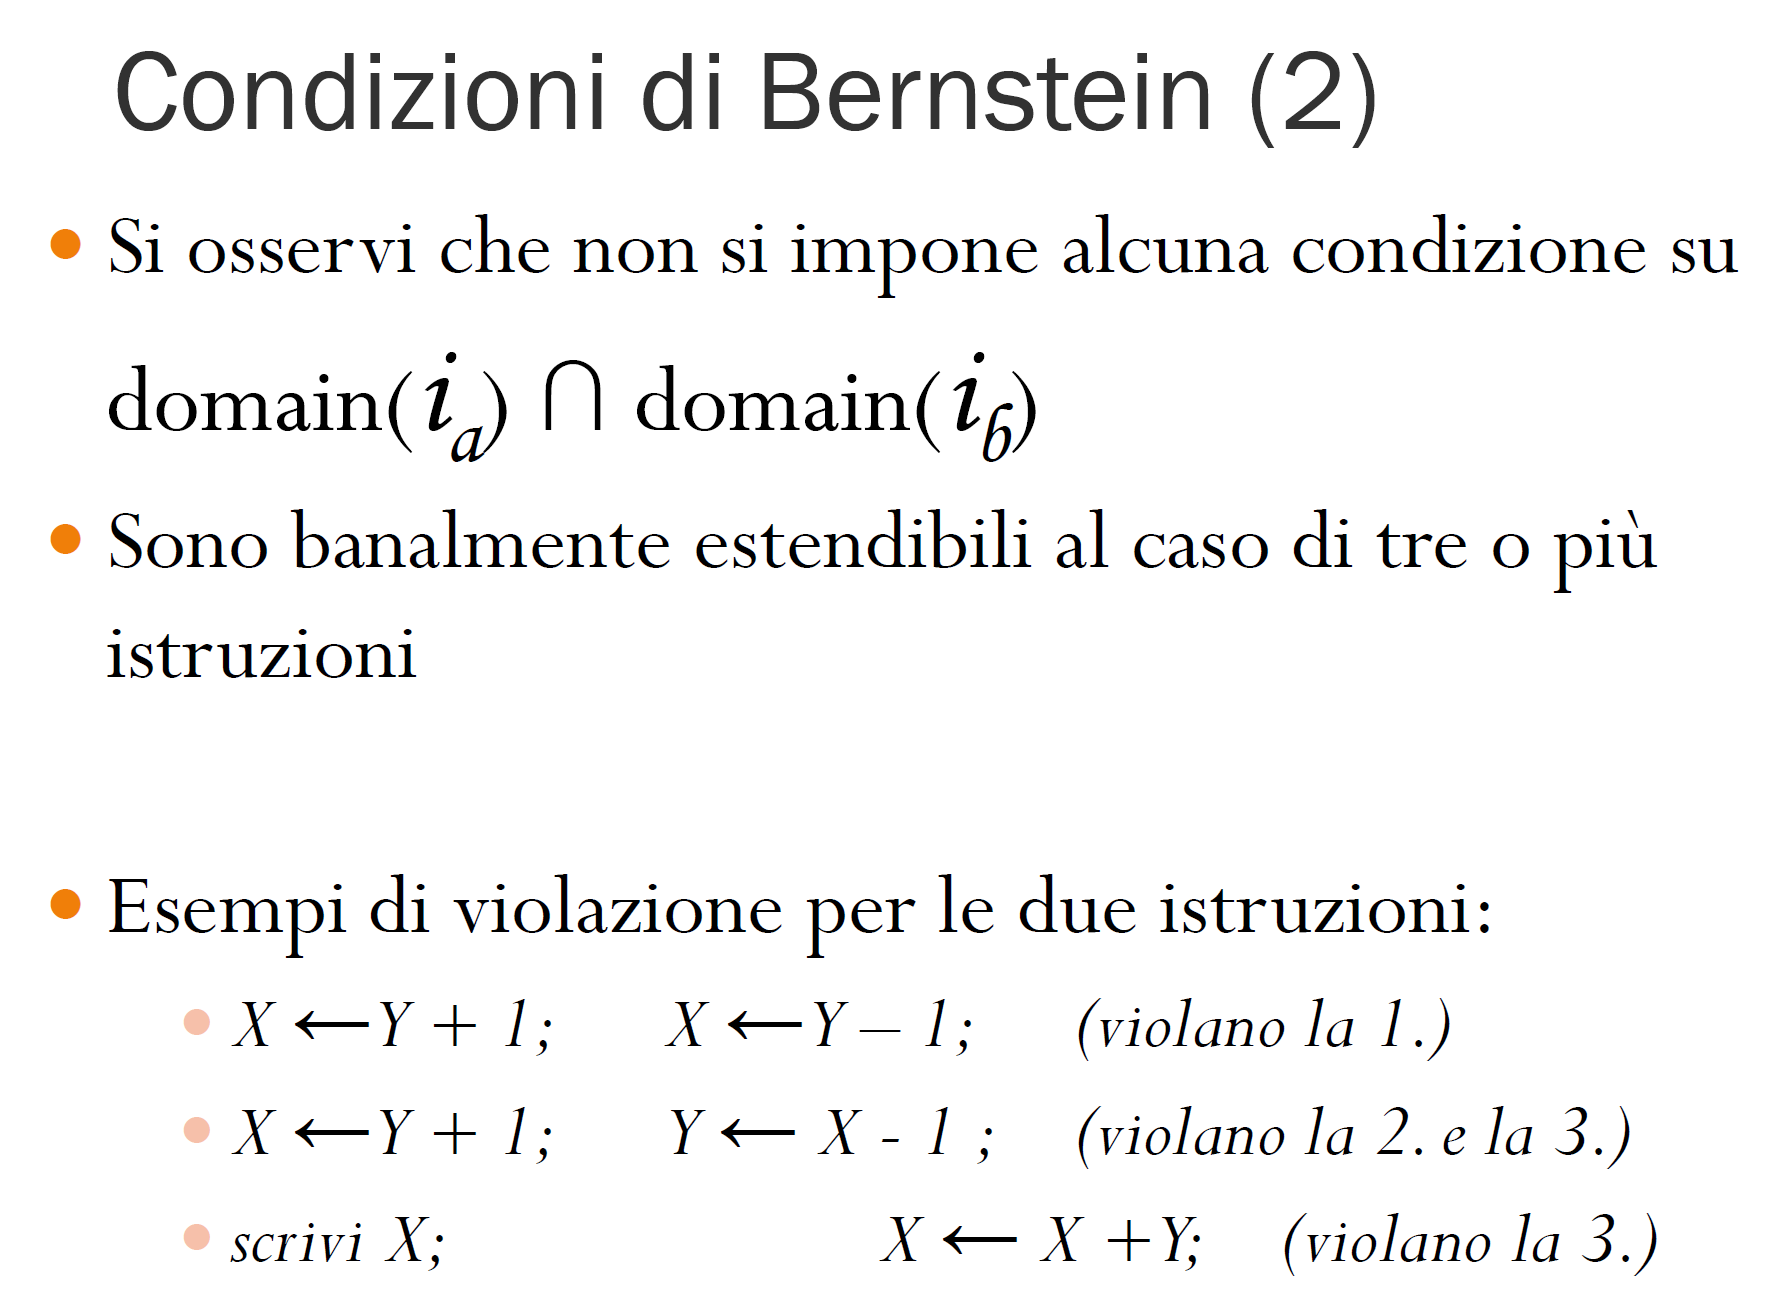 Condizioni di Bernstein (2)
• Si osservi che non si impone alcuna condizione su
domain(i_a) ∩ domain(i_b)
• Sono banalmente estendibili al caso di tre o più
istruzioni
• Esempi di violazione per le due istruzioni:
• X ←Y + 1; X ←Y – 1; (violano la 1.)
• X ←Y + 1; Y ← X - 1 ; (violano la 2. e la 3.)
• scrivi X; X ← X +Y; (violano la 3.)